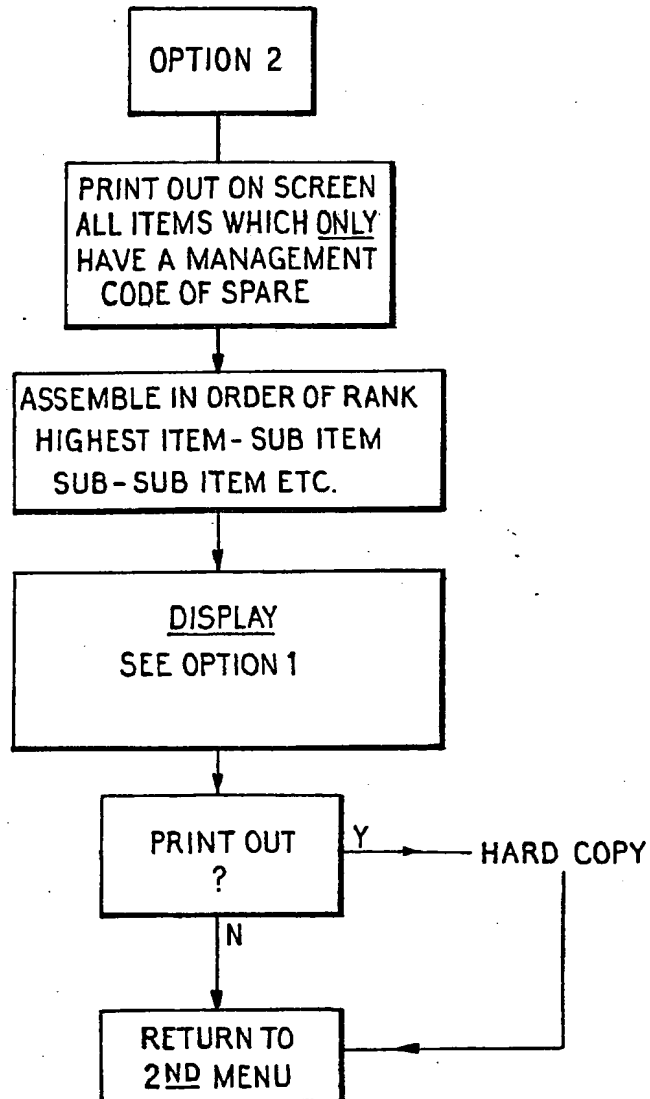 OPTION 2
PRINT OUT ON SCREEN
ALL ITEMS WHICH ONLY
HAVE A MANAGEMENT
CODE OF SPARE
ASSEMBLE IN ORDER OF RANK
HIGHEST ITEM - SUB ITEM
SUB - SUB ITEM ETC.
DISPLAY
SEE OPTION 1
PRINT OUT
?
Y
HARD COPY
N
RETURN TO
2ND MENU